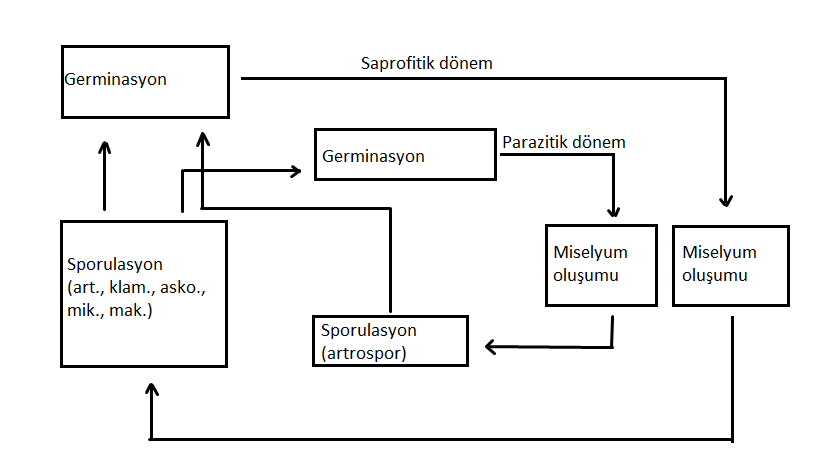 Saprofitik dönem
Germinasyon
Parazitik dönem
Germinasyon
Sporulasyon
(art., klam., asko.,
mik., mak.)
Miselyum
oluşumu
Miselyum
oluşumu
Sporulasyon
(artrospor)